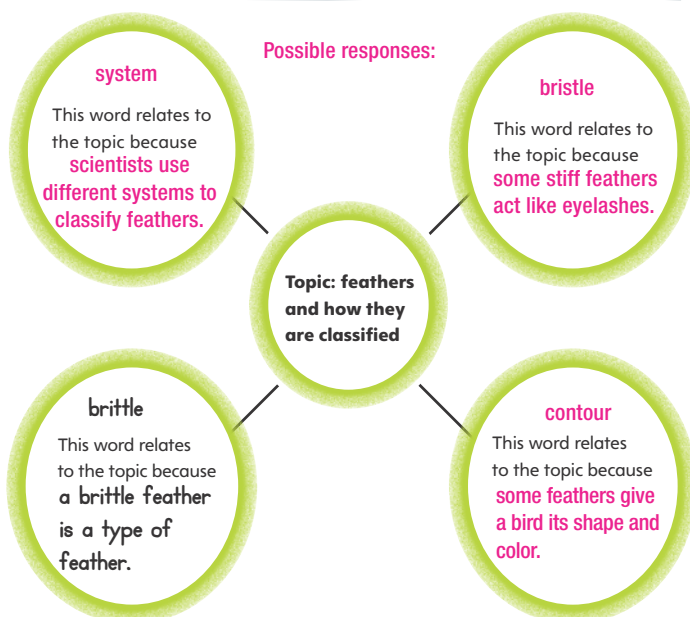 Possible responses:
system
This word relates to
the topic because
scientists use
different systems to
classify feathers.
bristle
This word relates to
the topic because
some stiff feathers
act like eyelashes.
Topic: feathers
and how they
are classified
brittle
This word relates
to the topic because
a brittle feather
is a type of
feather.
contour
This word relates
to the topic because
some feathers give
a bird its shape and
color.